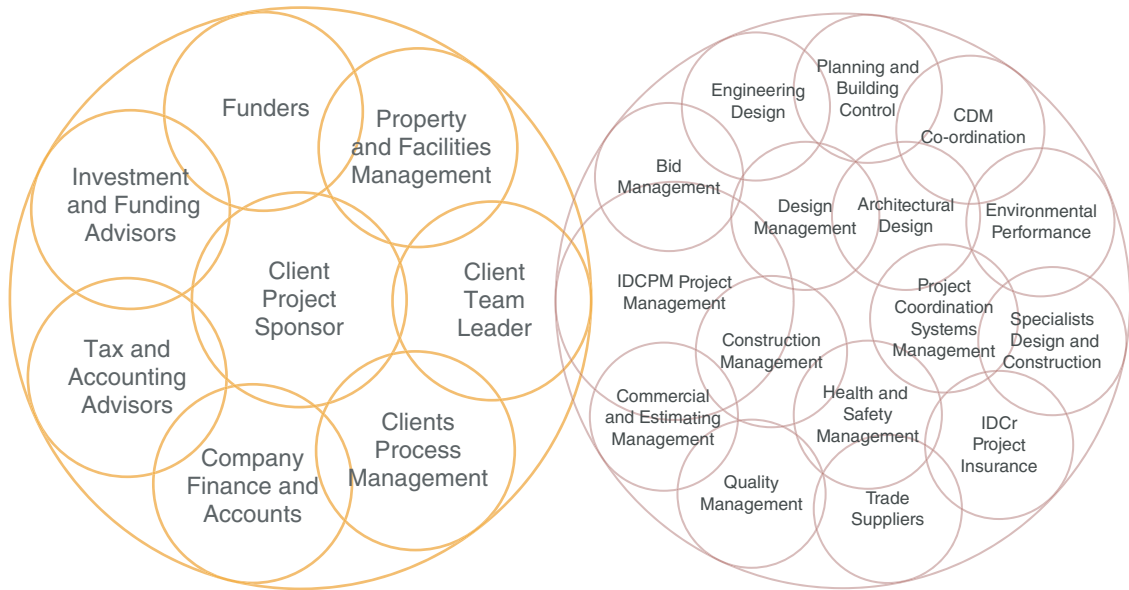 Funders
Property
and Facilities
Management
Investment
and Funding
Advisors
Client
Project
Sponsor
Client
Team
Leader
Tax and
Accounting
Advisors
Clients
Process
Management
Company
Finance and
Accounts
Planning and
Building
Control
Engineering
Design
CDM
Co-ordination
Bid
Management
Design
Management
Architectural
Design
Environmental
Performance
IDCPM Project
Management
Project
Coordination
Systems
Management
Specialists
Design and
Construction
Construction
Management
Commercial
and Estimating
Management
Health and
Safety
Management
IDCr
Project
Insurance
Quality
Management
Trade
Suppliers